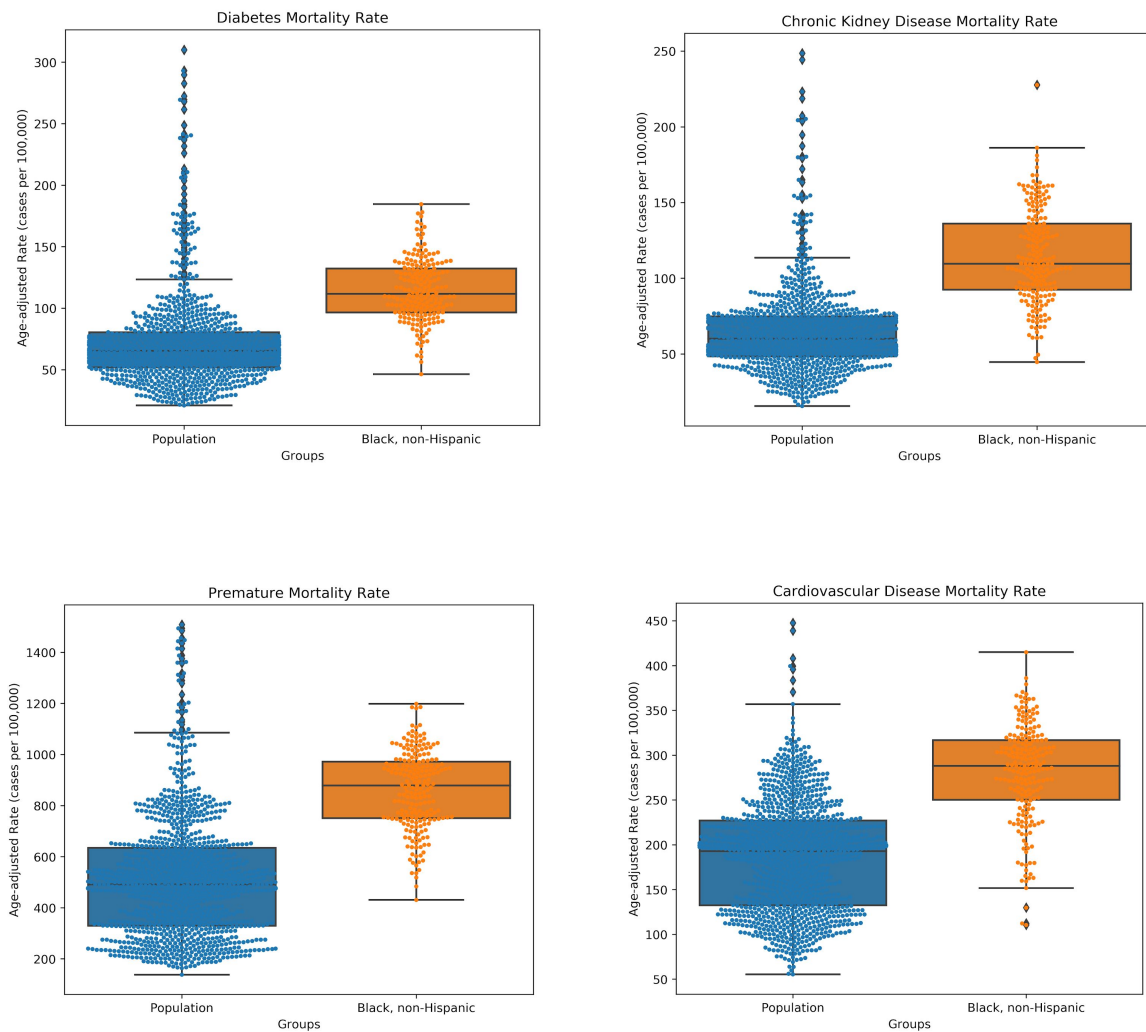 Diabetes Mortality Rate
Age-adjusted Rate (cases per 100,000)
300
250
200
150
100
50
Population
Black, non-Hispanic
Groups
Chronic Kidney Disease Mortality Rate
Age-adjusted Rate (cases per 100,000)
250
200
150
100
50
Population
Black, non-Hispanic
Groups
Premature Mortality Rate
Age-adjusted Rate (cases per 100,000)
1400
1200
1000
800
600
400
200
Population
Black, non-Hispanic
Groups
Cardiovascular Disease Mortality Rate
Age-adjusted Rate (cases per 100,000)
450
400
350
300
250
200
150
100
50
Population
Black, non-Hispanic
Groups